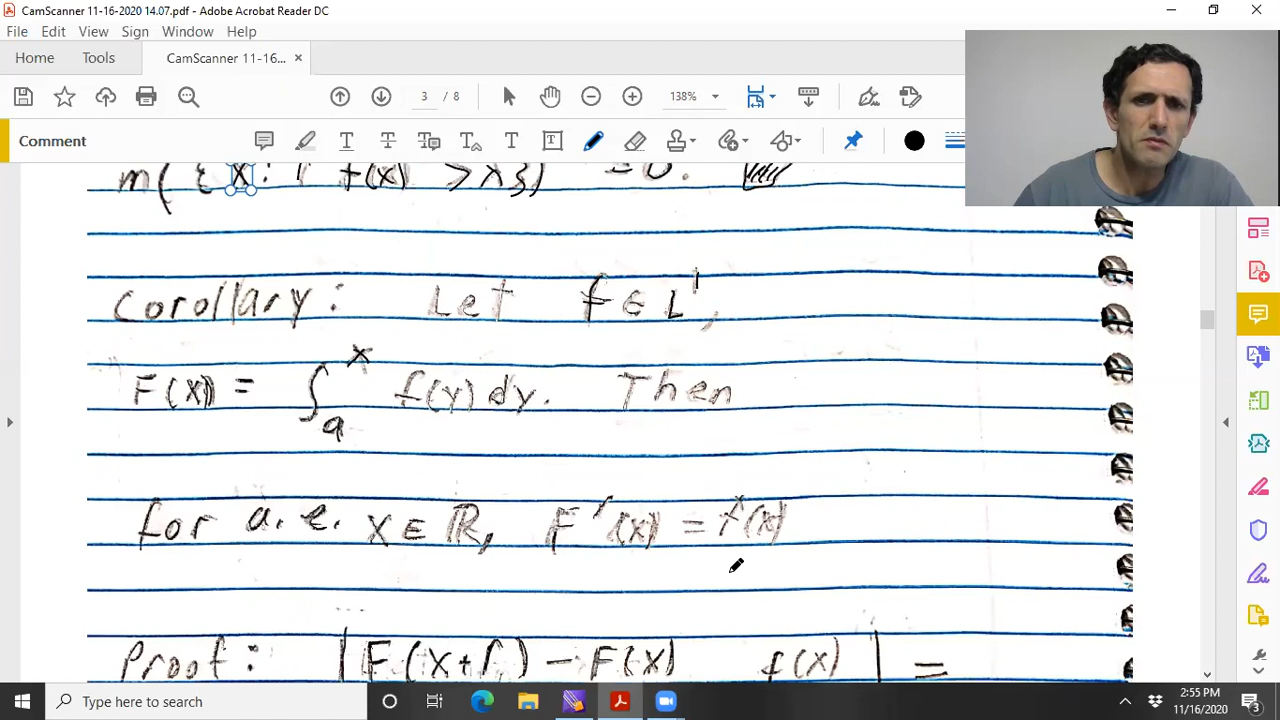 CamScanner 11-16-2020 14.07.pdf - Adobe Acrobat Reader DC
File Edit View Sign Window Help
Home Tools CamScanner 11-16... ×
3 / 8 138%
Comment
m( { x : | f(x) > λ}) = 0.
Corollary: Let f ∈ L¹,
F(x) = ∫ₐˣ f(y) dy. Then
for a.e. x ∈ ℝ, F'(x) = f(x)
Proof: | F(x+h) - F(x) f(x) | =
Type here to search
2:55 PM
11/16/2020
3